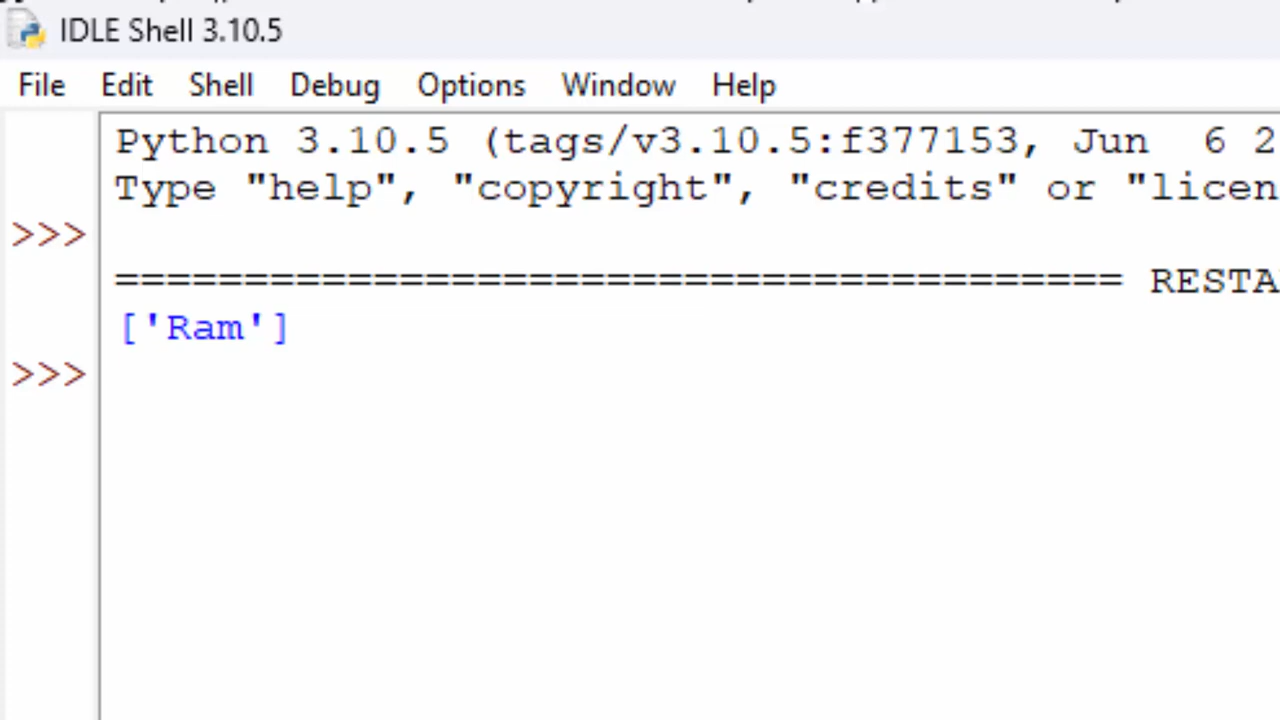 IDLE Shell 3.10.5
File Edit Shell Debug Options Window Help
Python 3.10.5 (tags/v3.10.5:f377153, Jun  6 2
Type "help", "copyright", "credits" or "licen
>>>
======================================= RESTA
['Ram']
>>>